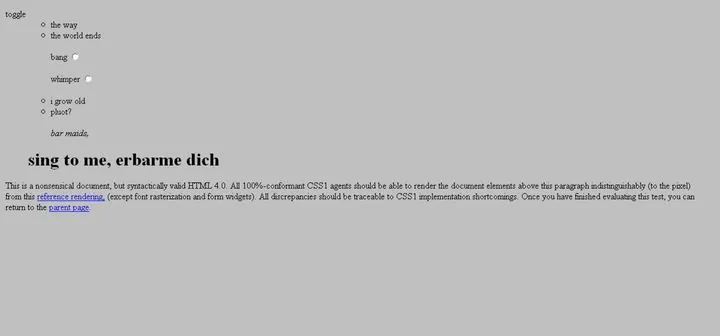 toggle
the way
the world ends
bang
whimper
i grow old
pluot?
bar maids,
sing to me, erbarme dich
This is a nonsensical document, but syntactically valid HTML 4.0. All 100%-conformant CSS1 agents should be able to render the document elements above this paragraph indistinguishably (to the pixel)
from this reference rendering, (except font rasterization and form widgets). All discrepancies should be traceable to CSS1 implementation shortcomings. Once you have finished evaluating this test, you can
return to the parent page.